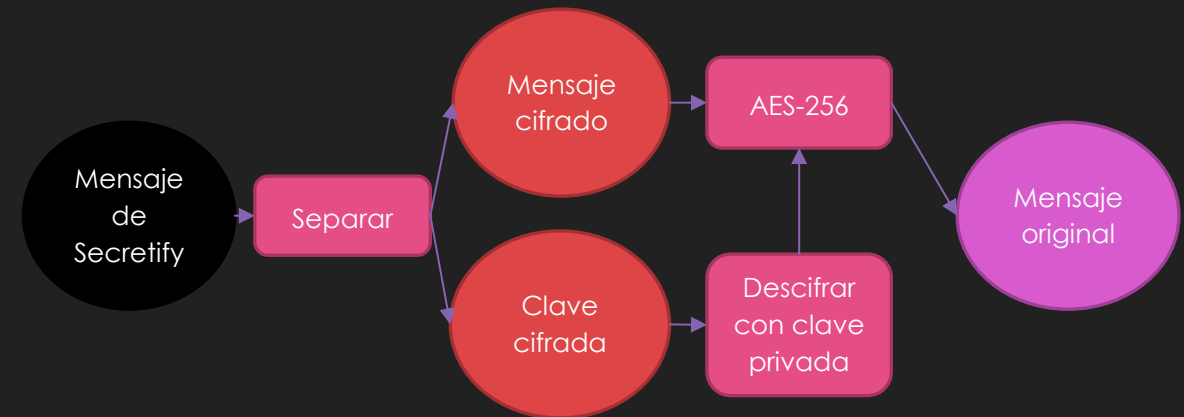 Mensaje
de
Secretify
Separar
Mensaje
cifrado
Clave
cifrada
AES-256
Descifrar
con clave
privada
Mensaje
original